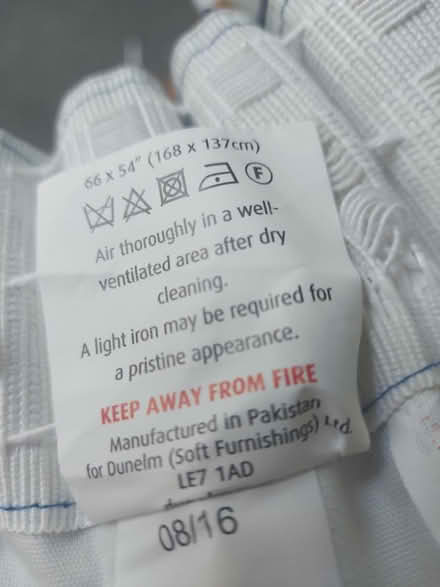 66 x 54" (168 x 137cm)
F
Air thoroughly in a well-
ventilated area after dry
cleaning.
A light iron may be required for
a pristine appearance.
KEEP AWAY FROM FIRE
Manufactured in Pakistan
for Dunelm (Soft Furnishings) Ltd.
LE7 1AD
08/16